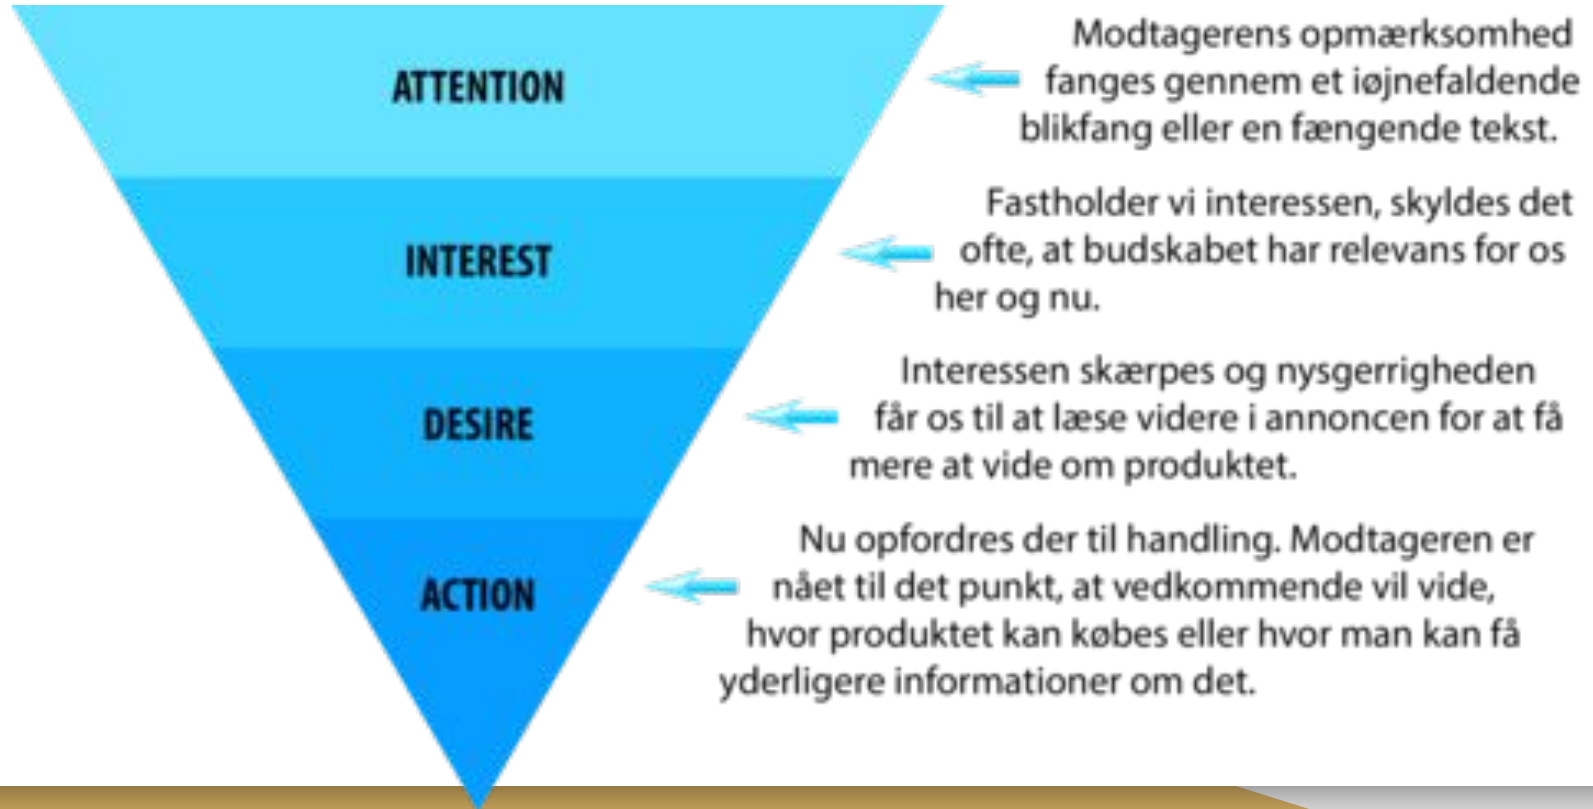 ATTENTION
Modtagerens opmærksomhed
fanges gennem et iøjnefaldende
blikfang eller en fængende tekst.
INTEREST
Fastholder vi interessen, skyldes det
ofte, at budskabet har relevans for os
her og nu.
DESIRE
Interessen skærpes og nysgerrigheden
får os til at læse videre i annoncen for at få
mere at vide om produktet.
ACTION
Nu opfordres der til handling. Modtageren er
nået til det punkt, at vedkommende vil vide,
hvor produktet kan købes eller hvor man kan få
yderligere informationer om det.